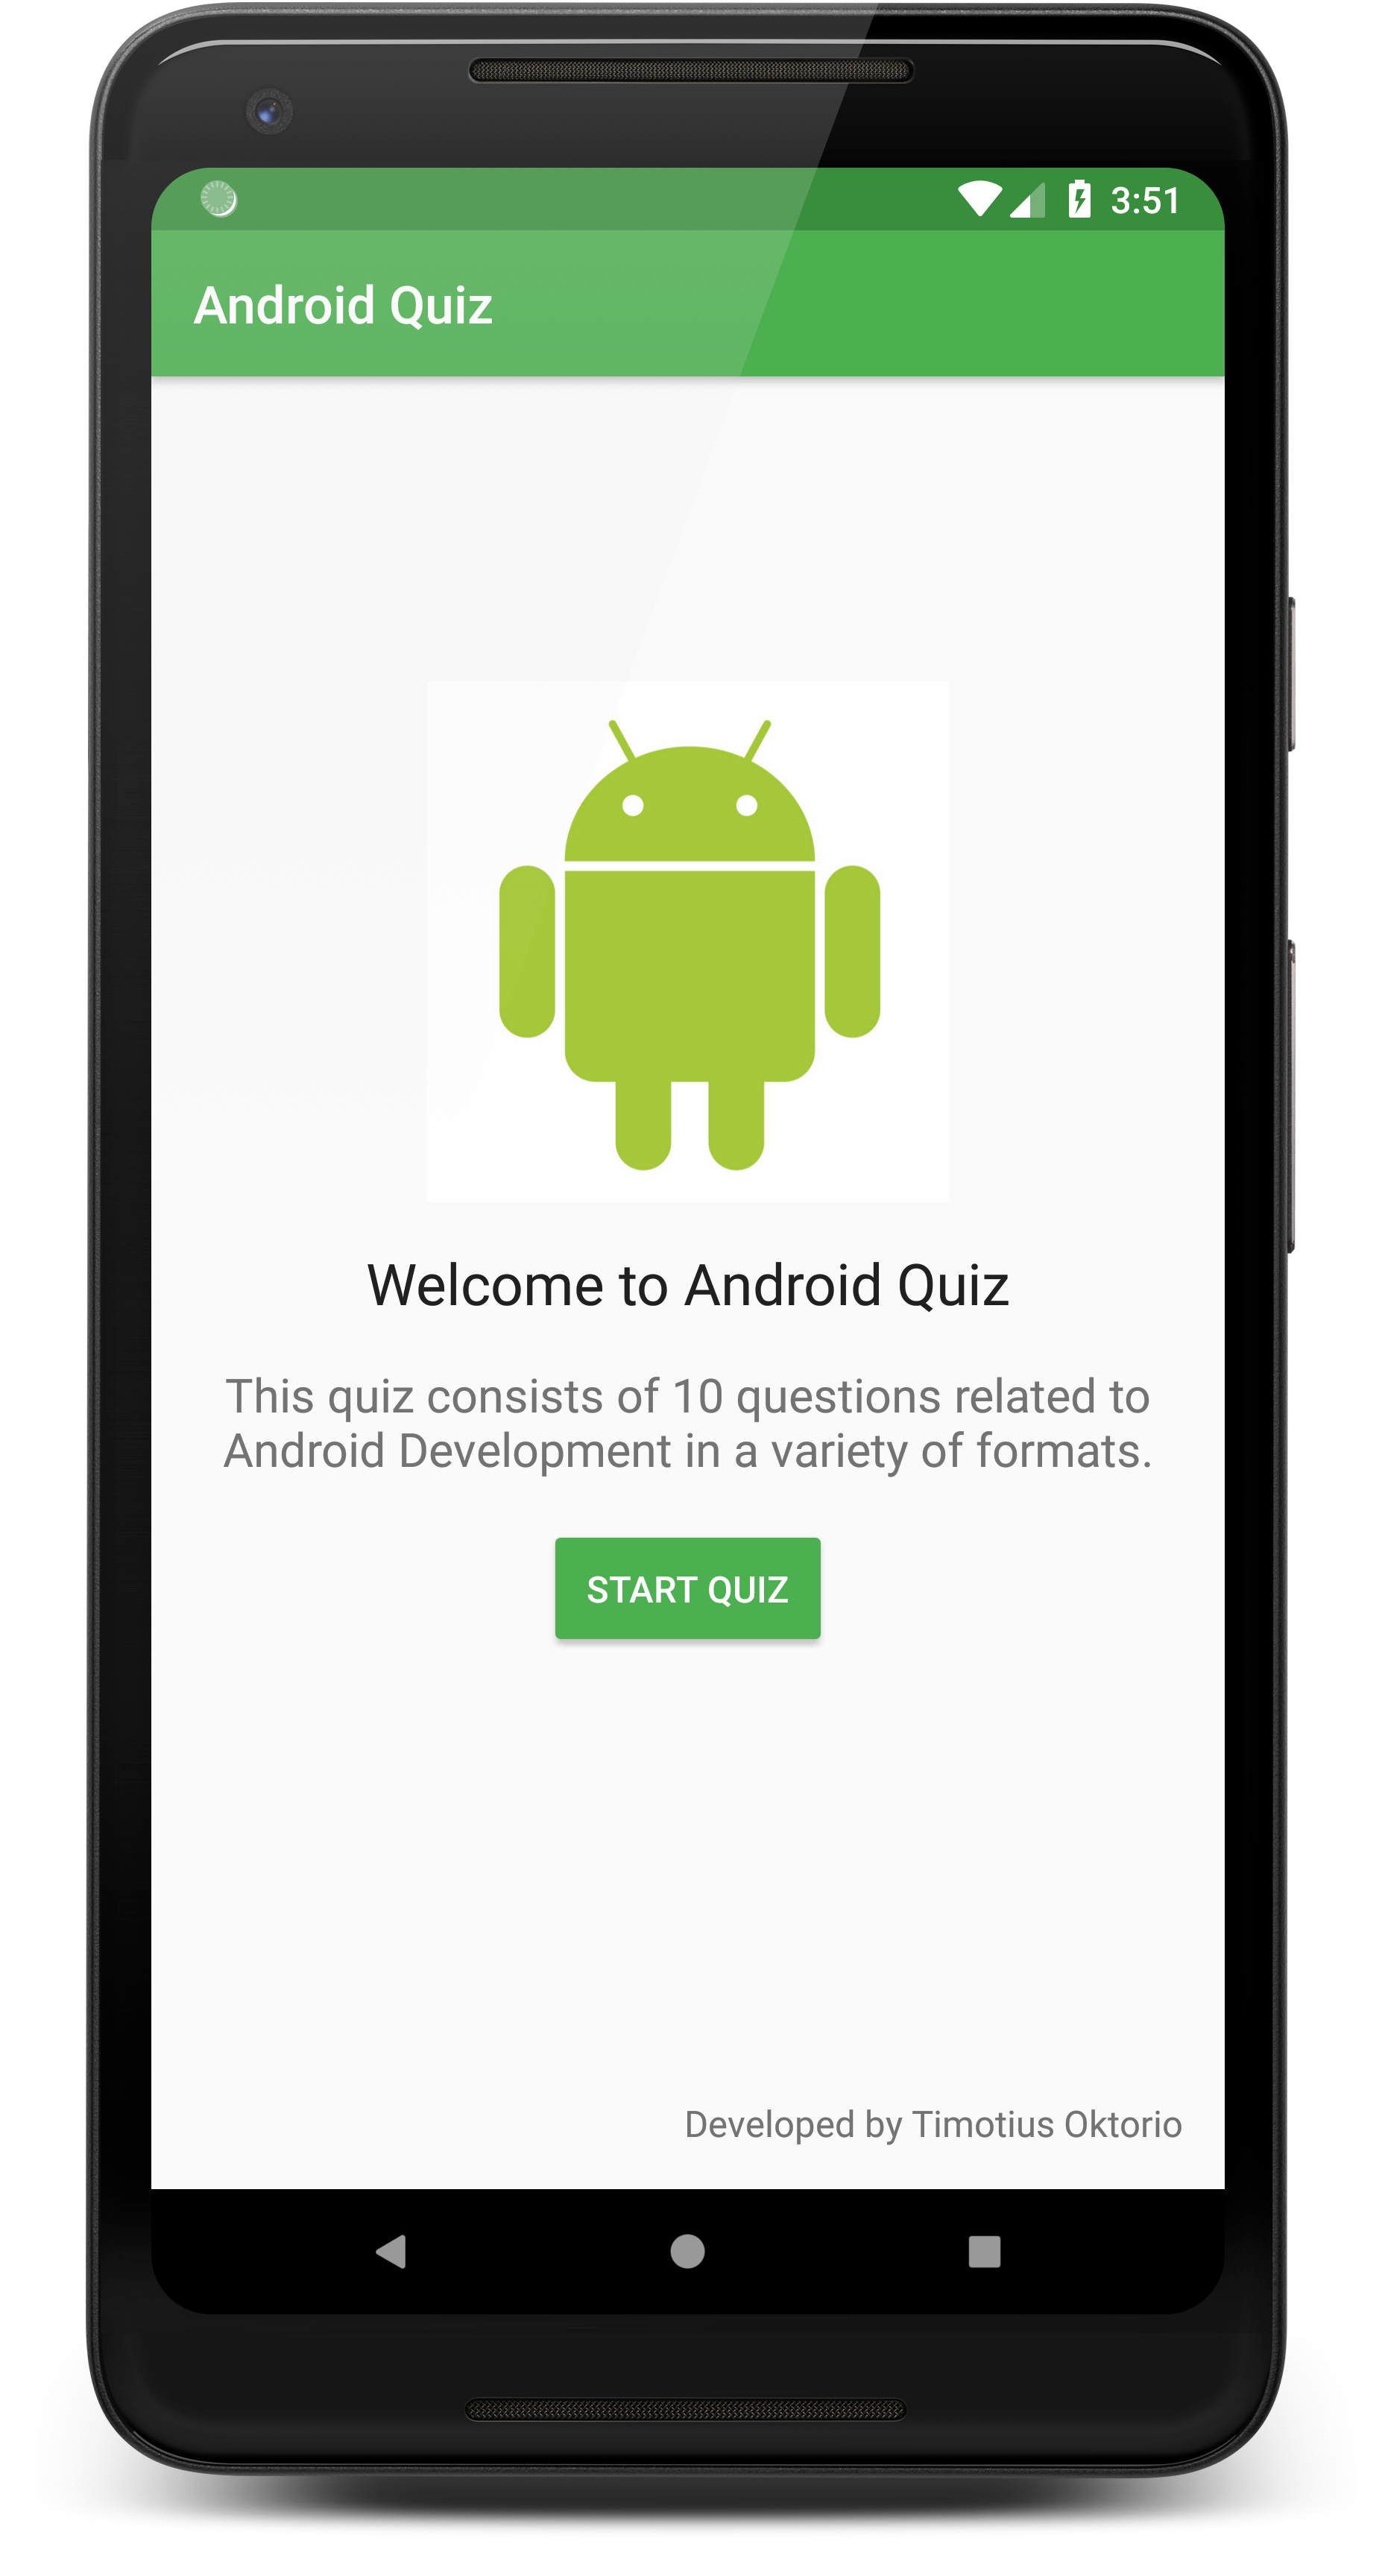 3:51
Android Quiz
Welcome to Android Quiz
This quiz consists of 10 questions related to
Android Development in a variety of formats.
START QUIZ
Developed by Timotius Oktorio